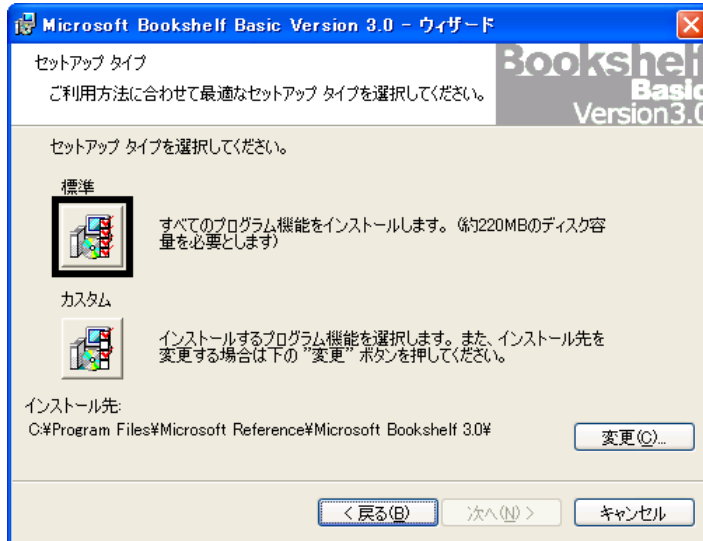 Microsoft Bookshelf Basic Version 3.0 - ウィザード
セットアップ タイプ
ご利用方法に合わせて最適なセットアップ タイプを選択してください。
Bookshelf
Basic
Version3.0
セットアップ タイプを選択してください。
標準
すべてのプログラム機能をインストールします。(約220MBのディスク容
量を必要とします)
カスタム
インストールするプログラム機能を選択します。また、インストール先を
変更する場合は下の "変更" ボタンを押してください。
インストール先:
C:¥Program Files¥Microsoft Reference¥Microsoft Bookshelf 3.0¥
変更(C)...
< 戻る(B)
次へ(N) >
キャンセル